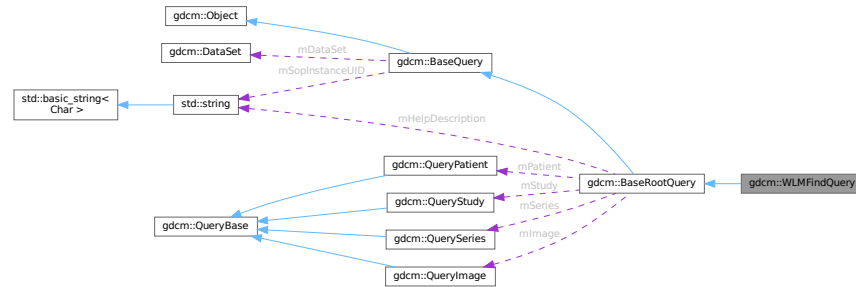 gdcm::Object
gdcm::DataSet
mDataSet
gdcm::BaseQuery
mSopInstanceUID
std::basic_string<
Char >
std::string
mHelpDescription
gdcm::QueryPatient
mPatient
gdcm::BaseRootQuery
gdcm::WLMFindQuery
mStudy
gdcm::QueryStudy
mSeries
gdcm::QueryBase
gdcm::QuerySeries
mImage
gdcm::QueryImage